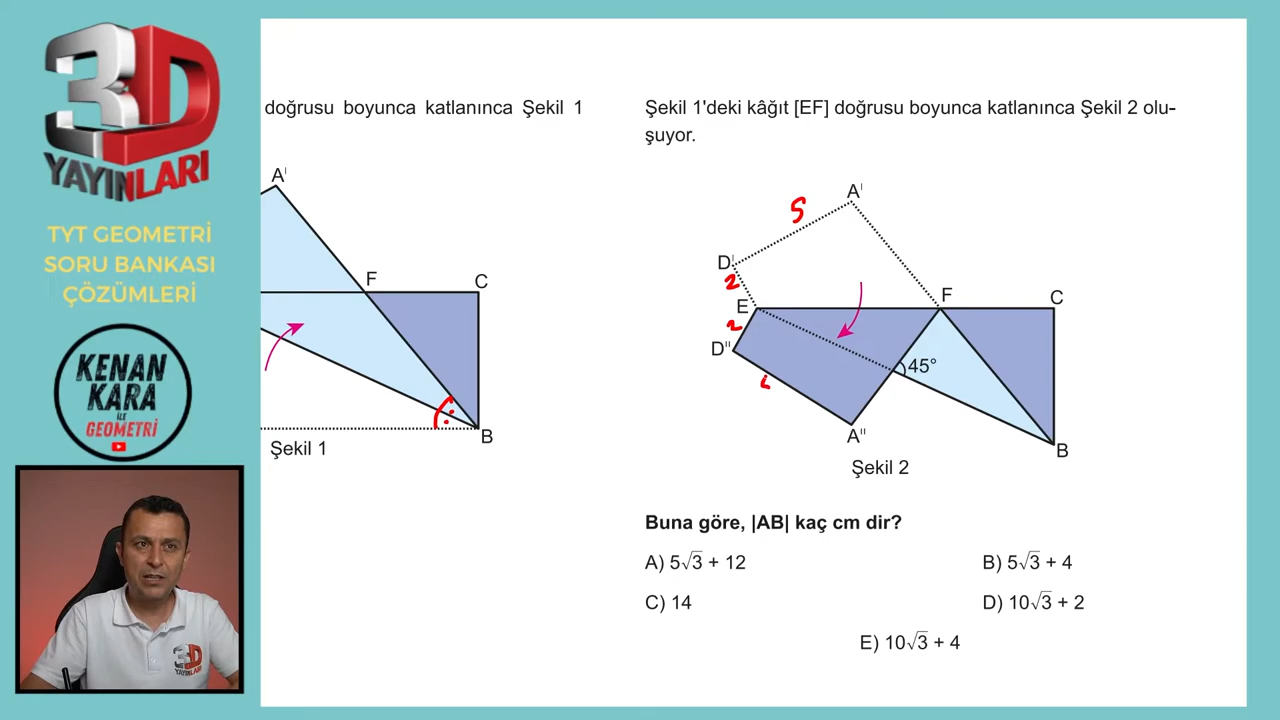 3D
YAYINLARI
TYT GEOMETRİ
SORU BANKASI
ÇÖZÜMLERİ
KENAN
KARA
İLE
GEOMETRİ
3D
YAYINLARI
doğrusu boyunca katlanınca Şekil 1
A'
F
C
B
Şekil 1
Şekil 1'deki kâğıt [EF] doğrusu boyunca katlanınca Şekil 2 olu-
şuyor.
A'
5
D'
2
E
F
C
2
D"
45°
A"
B
Şekil 2
Buna göre, |AB| kaç cm dir?
A) 5√3 + 12
B) 5√3 + 4
C) 14
D) 10√3 + 2
E) 10√3 + 4